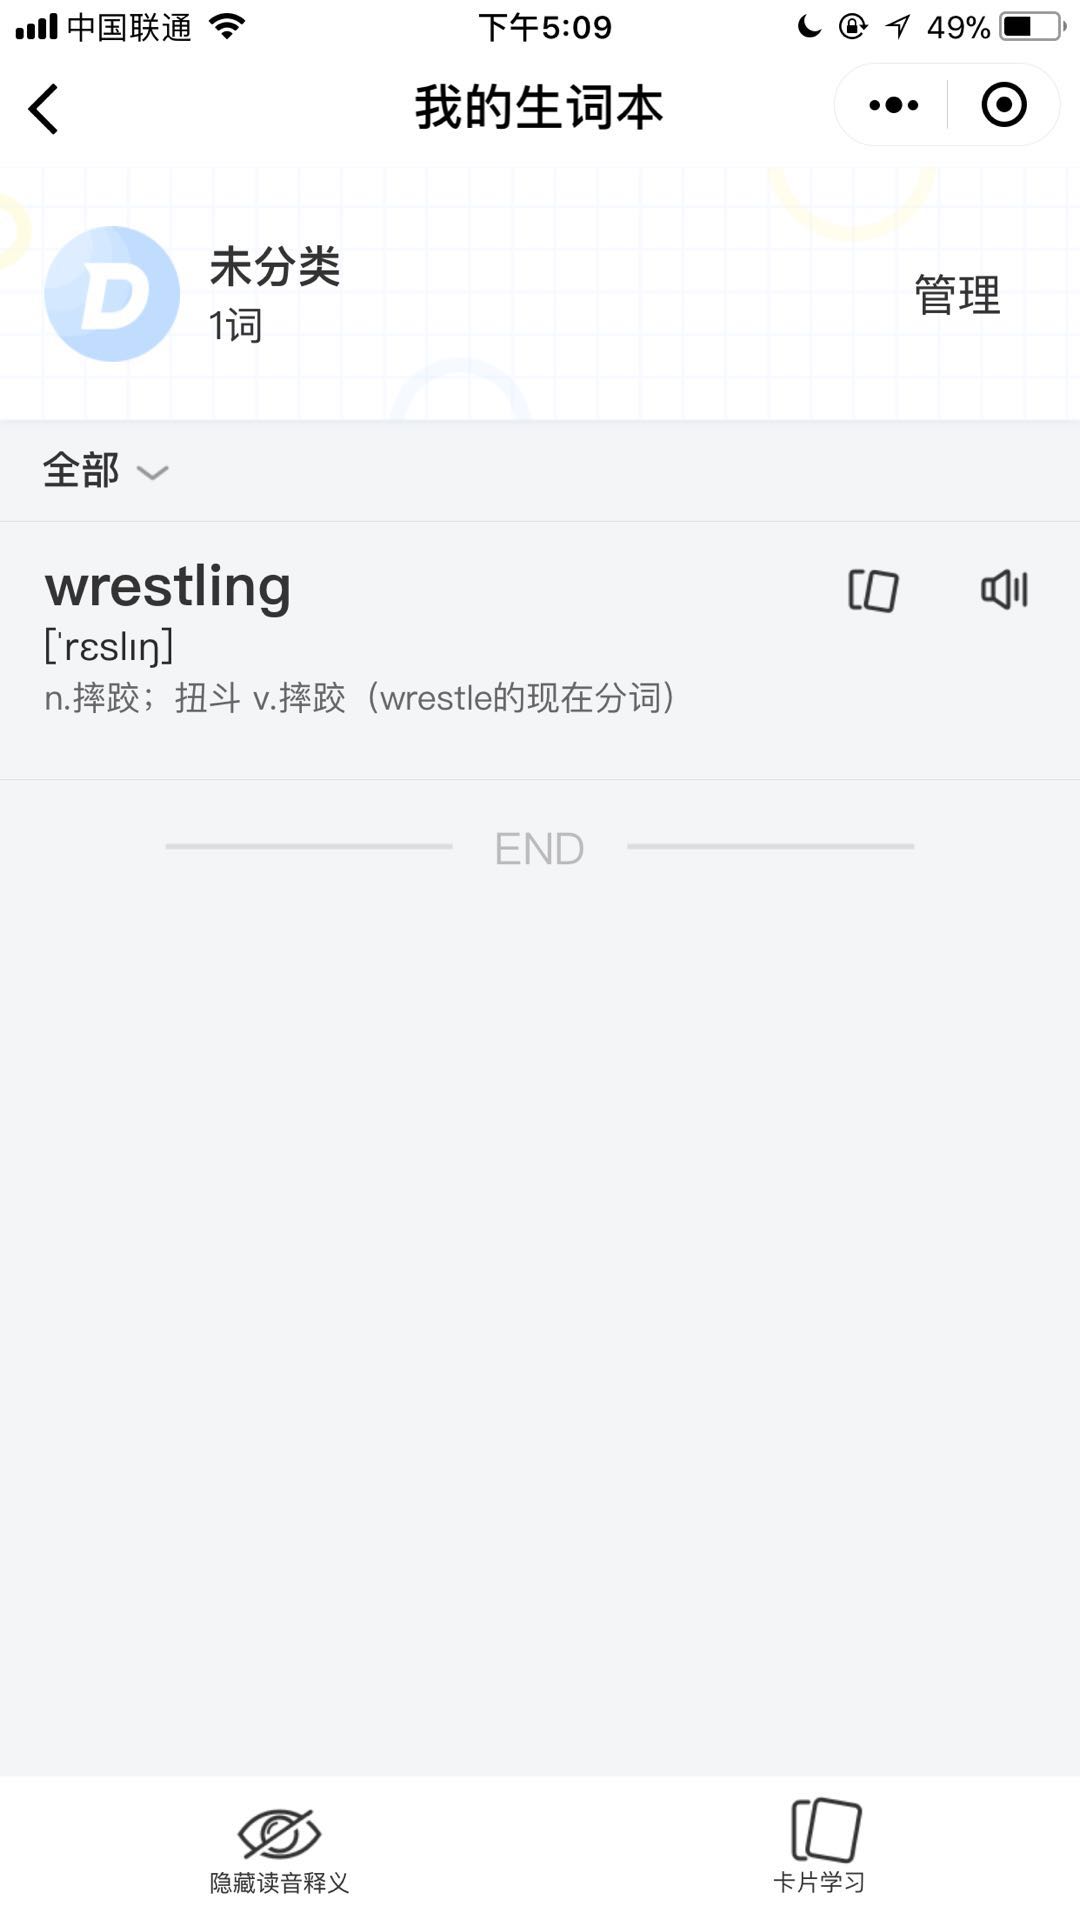 中国联通 下午5:09 49%
我的生词本
D
未分类
1词
管理
全部
wrestling
[ˈrɛslɪŋ]
n.摔跤；扭斗 v.摔跤（wrestle的现在分词）
END
隐藏读音释义
卡片学习